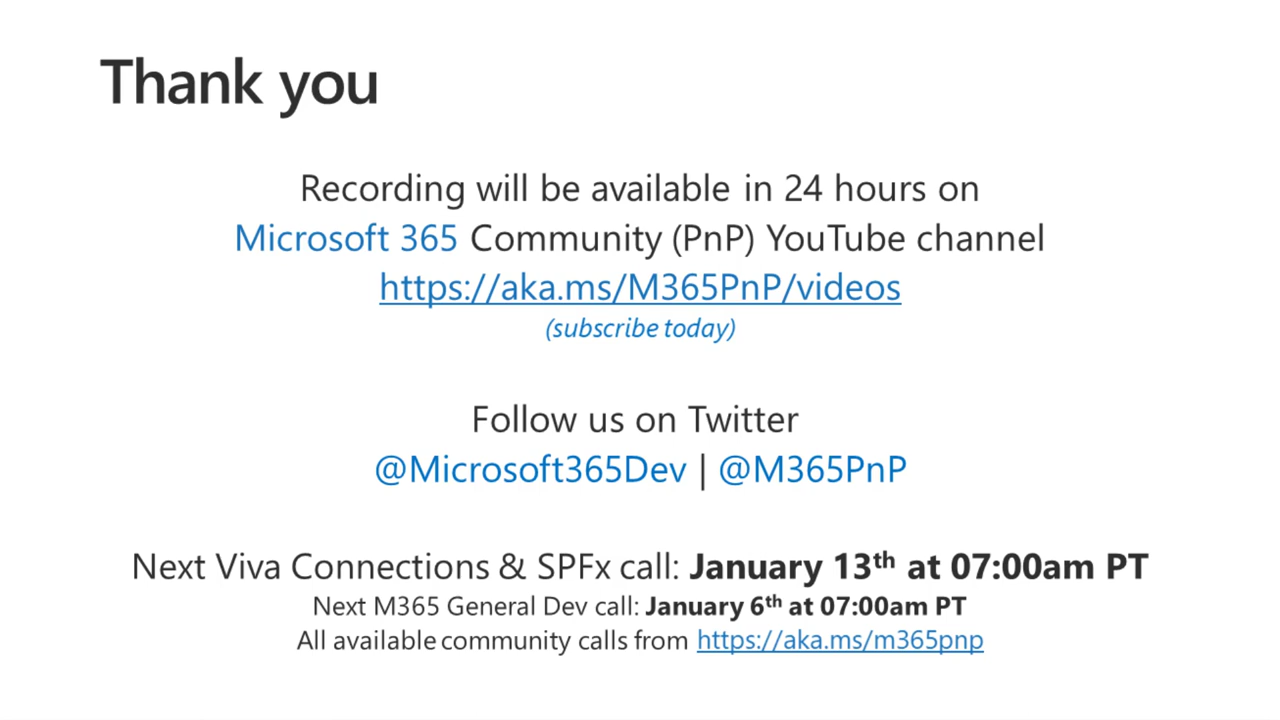 Thank you
Recording will be available in 24 hours on
Microsoft 365 Community (PnP) YouTube channel
https://aka.ms/M365PnP/videos
(subscribe today)
Follow us on Twitter
@Microsoft365Dev | @M365PnP
Next Viva Connections & SPFx call: January 13th at 07:00am PT
Next M365 General Dev call: January 6th at 07:00am PT
All available community calls from https://aka.ms/m365pnp